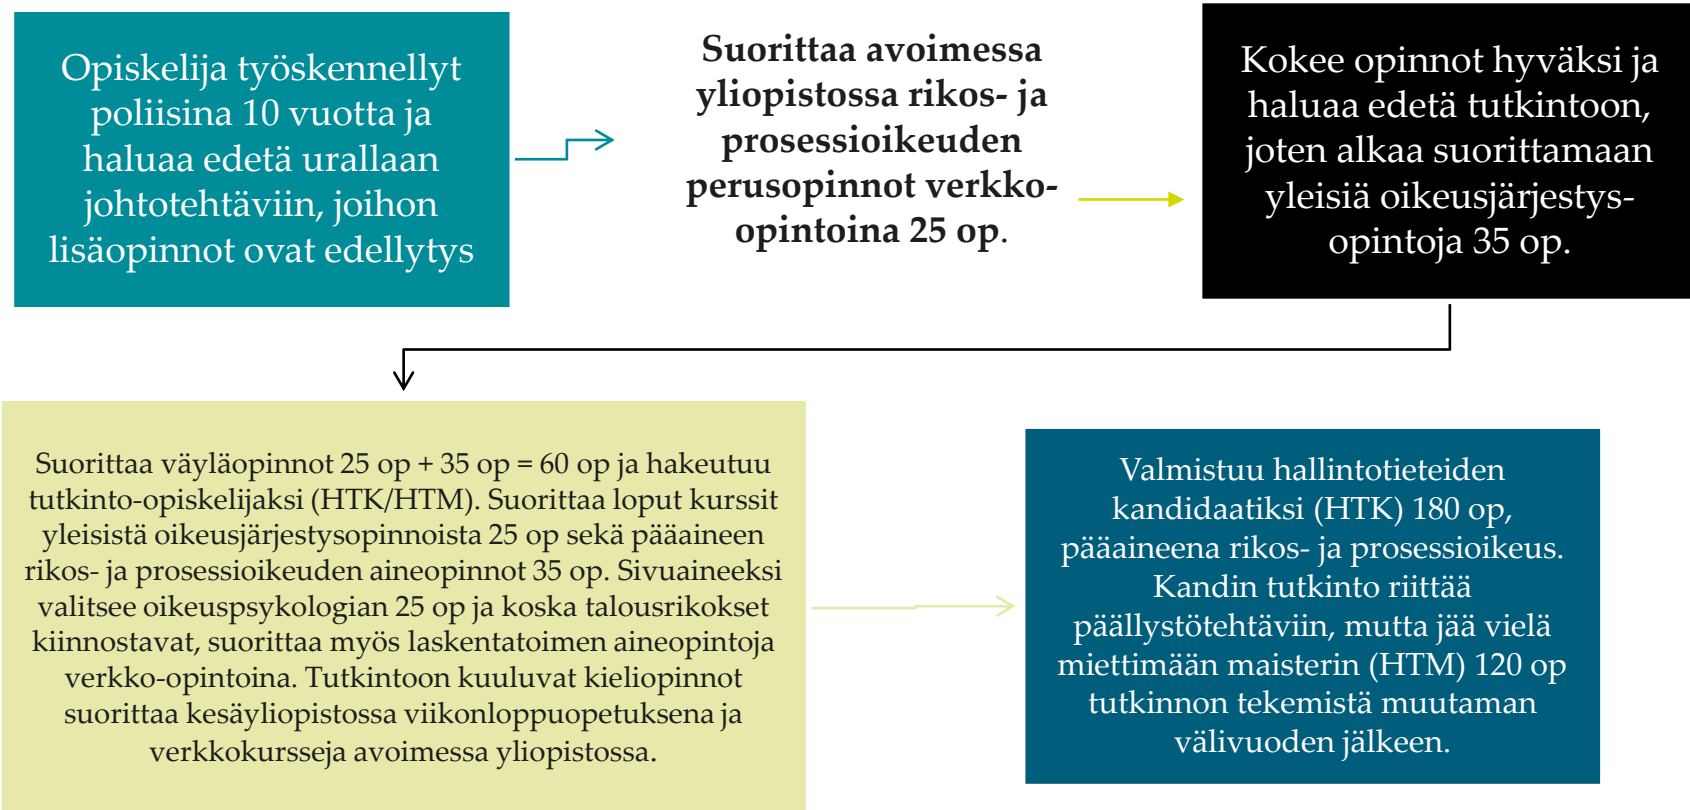 Opiskelija työskennellyt
poliisina 10 vuotta ja
haluaa edetä urallaan
johtotehtäviin, joihon
lisäopinnot ovat edellytys
Suorittaa avoimessa
yliopistossa rikos- ja
prosessioikeuden
perusopinnot verkko-
opintoina 25 op.
Kokee opinnot hyväksi ja
haluaa edetä tutkintoon,
joten alkaa suorittamaan
yleisiä oikeusjärjestys-
opintoja 35 op.
Suorittaa väyläopinnot 25 op + 35 op = 60 op ja hakeutuu
tutkinto-opiskelijaksi (HTK/HTM). Suorittaa loput kurssit
yleisistä oikeusjärjestysopinnoista 25 op sekä pääaineen
rikos- ja prosessioikeuden aineopinnot 35 op. Sivuaineeksi
valitsee oikeuspsykologian 25 op ja koska talousrikokset
kiinnostavat, suorittaa myös laskentatoimen aineopintoja
verkko-opintoina. Tutkintoon kuuluvat kieliopinnot
suorittaa kesäyliopistossa viikonloppuopetuksena ja
verkkokursseja avoimessa yliopistossa.
Valmistuu hallintotieteiden
kandidaatiksi (HTK) 180 op,
pääaineena rikos- ja prosessioikeus.
Kandin tutkinto riittää
päällystötehtäviin, mutta jää vielä
miettimään maisterin (HTM) 120 op
tutkinnon tekemistä muutaman
välivuoden jälkeen.